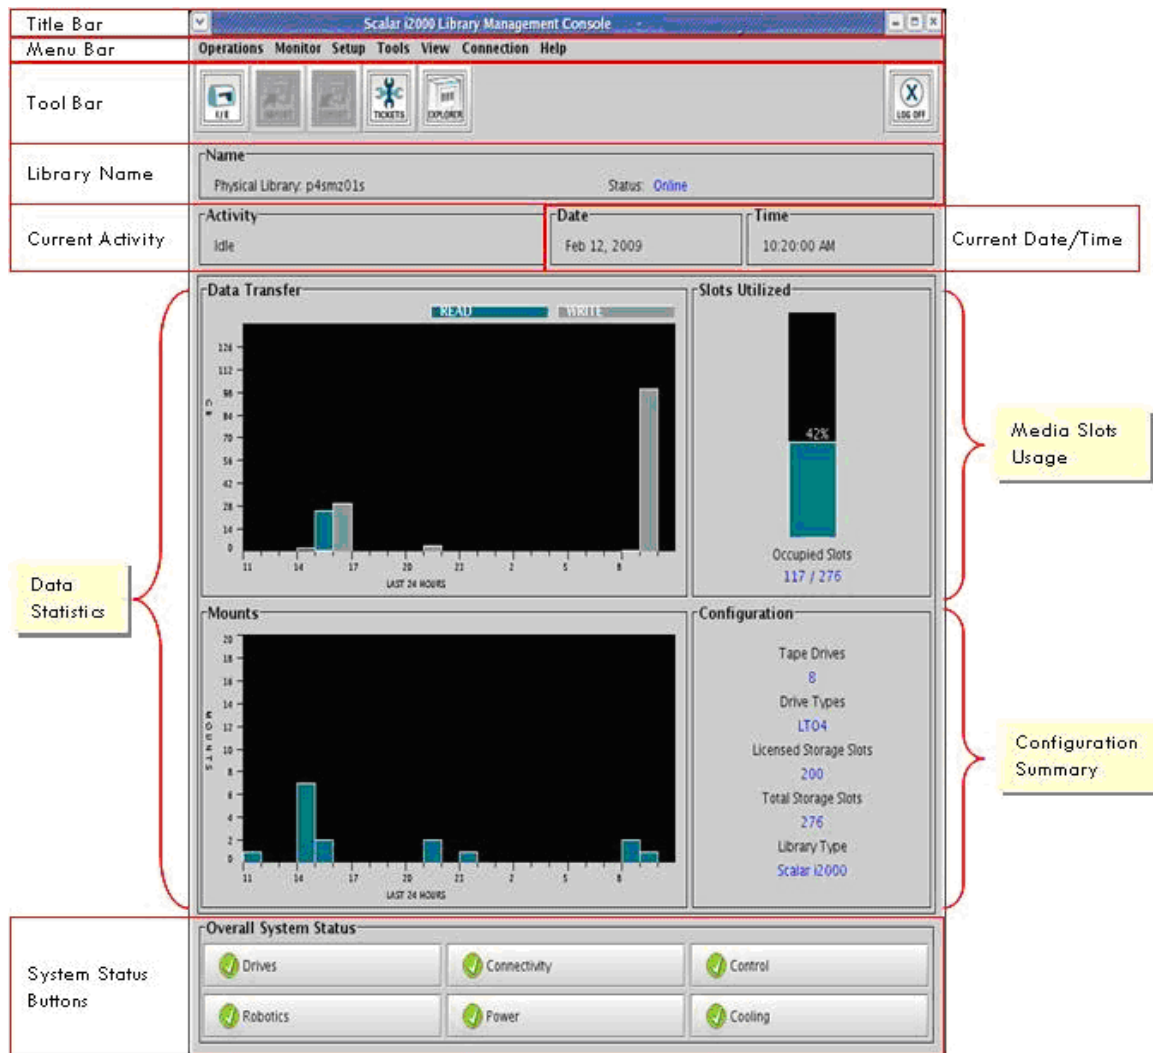 Title Bar
Scalar i2000 Library Management Console
Menu Bar
Operations Monitor Setup Tools View Connection Help
Tool Bar
I/E
IMPORT
EXPORT
TICKETS
EXPLORER
LOG OFF
Library Name
Name
Physical Library: p4smz01s
Status: Online
Current Activity
Activity
Idle
Date
Feb 12, 2009
Time
10:20:00 AM
Current Date/Time
Data Statistics
Data Transfer
READ
WRITE
126
112
98
84
70
56
42
28
14
0
11 14 17 20 23 2 5 8
LAST 24 HOURS
Slots Utilized
42%
Occupied Slots
117 / 276
Media Slots
Usage
Mounts
MOUNTS
20
18
16
14
12
10
8
6
4
2
0
11 14 17 20 23 2 5 8
LAST 24 HOURS
Configuration
Tape Drives
8
Drive Types
LTO4
Licensed Storage Slots
200
Total Storage Slots
276
Library Type
Scalar i2000
Configuration
Summary
System Status
Buttons
Overall System Status
Drives
Connectivity
Control
Robotics
Power
Cooling